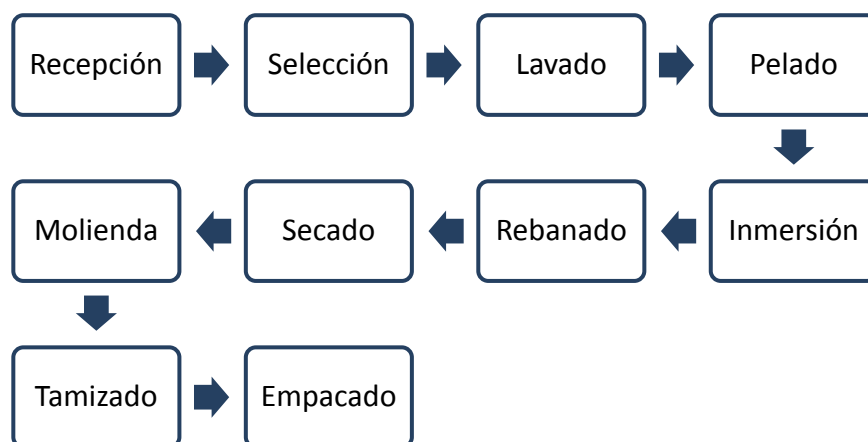 Recepción
Selección
Lavado
Pelado
Inmersión
Rebanado
Secado
Molienda
Tamizado
Empacado